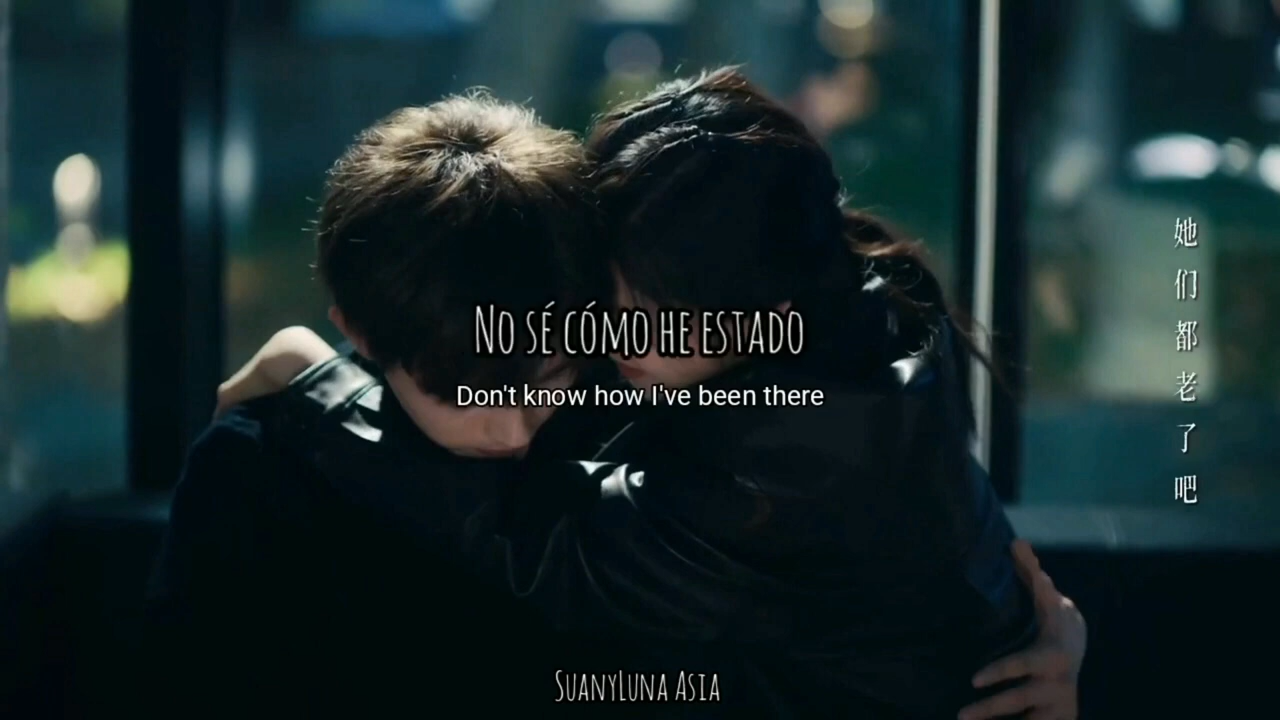 No sé cómo he estado
Don't know how I've been there
她们都老了吧
SuanyLuna Asia